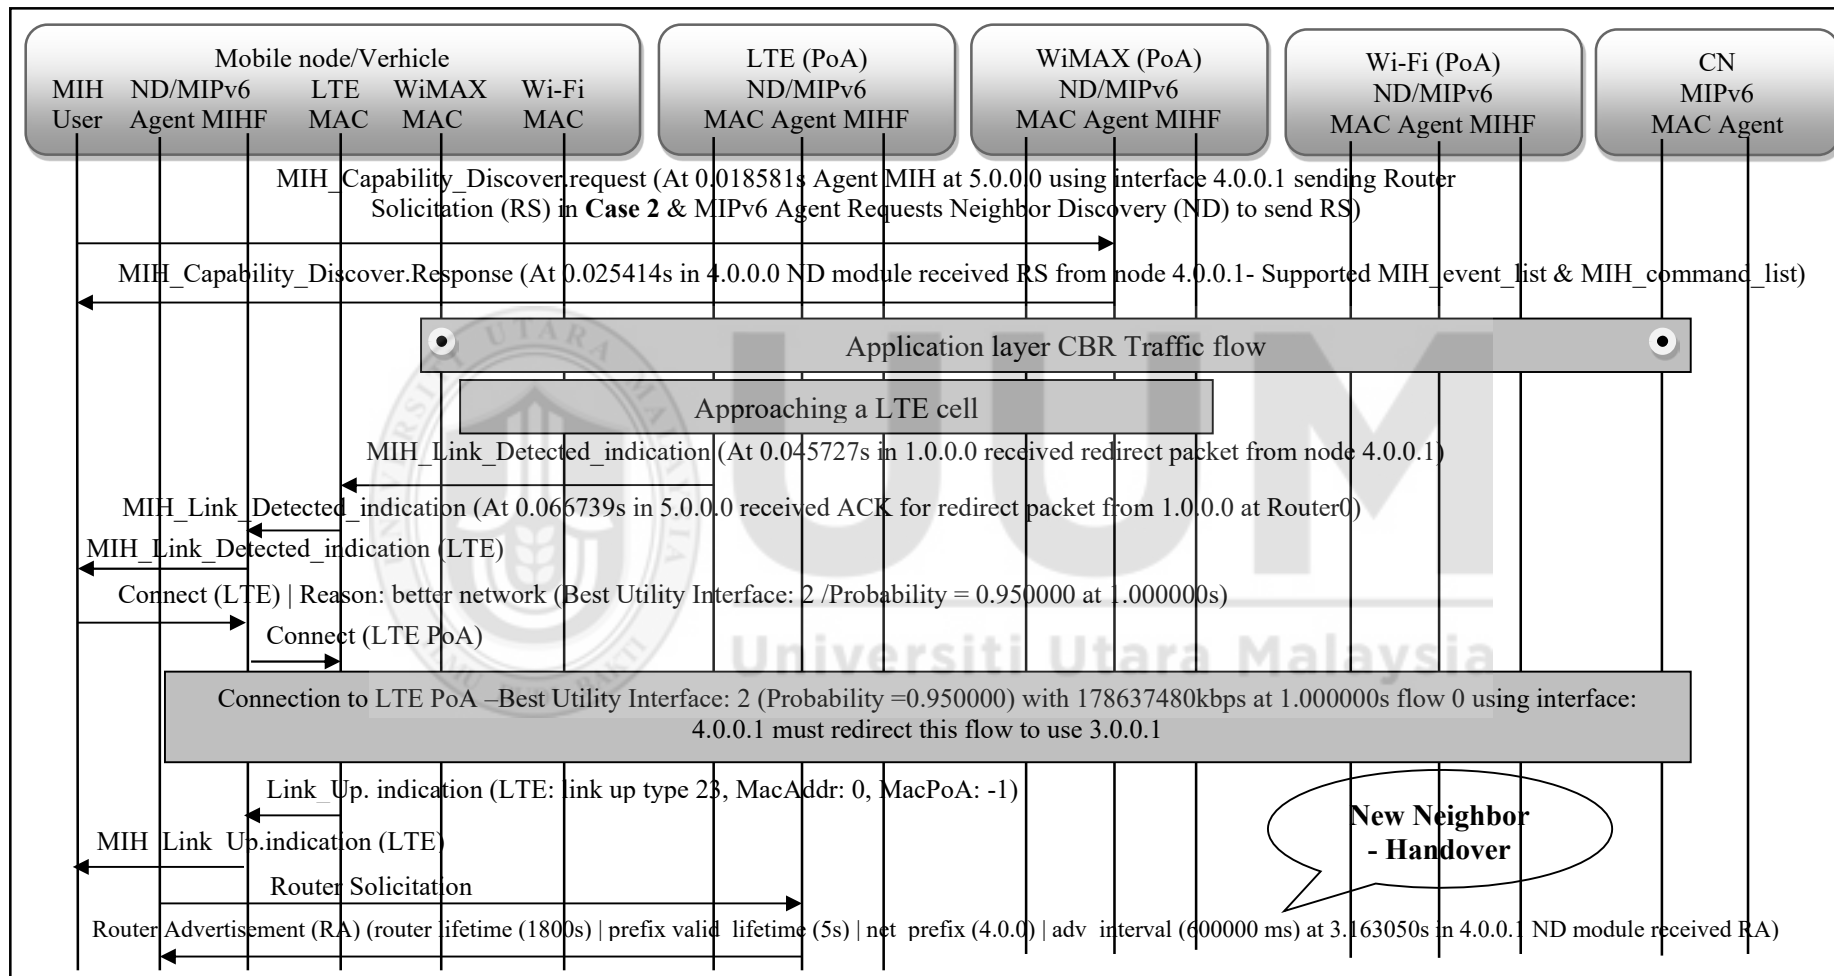 Mobile node/Verhicle
MIH ND/MIPv6 LTE WiMAX Wi-Fi
User Agent MIHF MAC MAC MAC
LTE (PoA)
ND/MIPv6
MAC Agent MIHF
WiMAX (PoA)
ND/MIPv6
MAC Agent MIHF
Wi-Fi (PoA)
ND/MIPv6
MAC Agent MIHF
CN
MIPv6
MAC Agent
MIH_Capability_Discover.request (At 0.018581s Agent MIH at 5.0.0.0 using interface 4.0.0.1 sending Router
Solicitation (RS) in Case 2 & MIPv6 Agent Requests Neighbor Discovery (ND) to send RS)
MIH_Capability_Discover.Response (At 0.025414s in 4.0.0.0 ND module received RS from node 4.0.0.1- Supported MIH_event_list & MIH_command_list)
Application layer CBR Traffic flow
Approaching a LTE cell
MIH_Link_Detected_indication (At 0.045727s in 1.0.0.0 received redirect packet from node 4.0.0.1)
MIH_Link_Detected_indication (At 0.066739s in 5.0.0.0 received ACK for redirect packet from 1.0.0.0 at Router0)
MIH_Link_Detected_indication (LTE)
Connect (LTE) | Reason: better network (Best Utility Interface: 2 /Probability = 0.950000 at 1.000000s)
Connect (LTE PoA)
Connection to LTE PoA –Best Utility Interface: 2 (Probability =0.950000) with 178637480kbps at 1.000000s flow 0 using interface:
4.0.0.1 must redirect this flow to use 3.0.0.1
Link_Up. indication (LTE: link up type 23, MacAddr: 0, MacPoA: -1)
MIH_Link_Up.indication (LTE)
New Neighbor
- Handover
Router Solicitation
Router Advertisement (RA) (router lifetime (1800s) | prefix valid_lifetime (5s) | net_prefix (4.0.0) | adv_interval (600000 ms) at 3.163050s in 4.0.0.1 ND module received RA)
UNIVERSITI UTARA MALAYSIA
ILMU BUDI BAKTI
UUM
Universiti Utara Malaysia